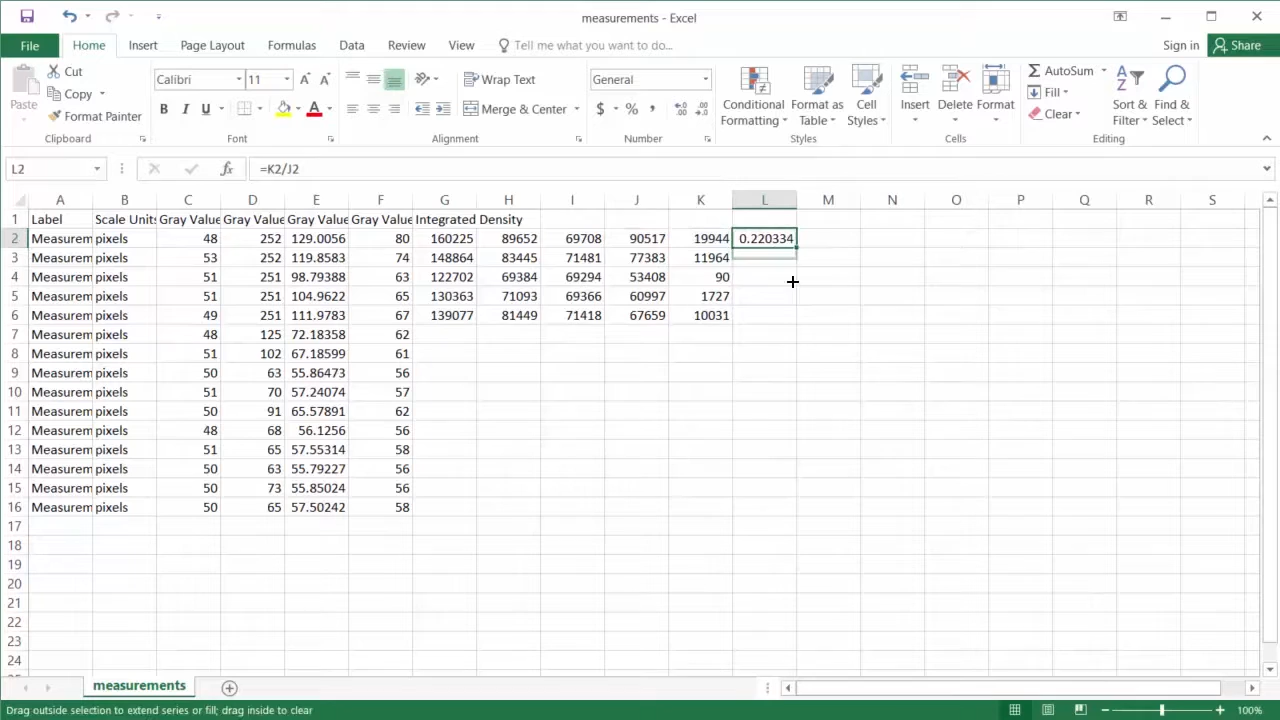 measurements - Excel
File Home Insert Page Layout Formulas Data Review View Tell me what you want to do... Sign in Share
Paste Cut Copy Format Painter Clipboard
Calibri 11 A A B I U A Font
Wrap Text Merge & Center Alignment
General $ % , Number
Conditional Formatting Format as Table Cell Styles Styles
Insert Delete Format Cells
AutoSum Fill Clear Sort & Filter Find & Select Editing
L2 fx =K2/J2
A B C D E F G H I J K L M N O P Q R S
1 Label Scale Units Gray Value Gray Value Gray Value Gray Value Integrated Density
2 Measurem pixels 48 252 129.0056 80 160225 89652 69708 90517 19944 0.220334
3 Measurem pixels 53 252 119.8583 74 148864 83445 71481 77383 11964
4 Measurem pixels 51 251 98.79388 63 122702 69384 69294 53408 90
5 Measurem pixels 51 251 104.9622 65 130363 71093 69366 60997 1727
6 Measurem pixels 49 251 111.9783 67 139077 81449 71418 67659 10031
7 Measurem pixels 48 125 72.18358 62
8 Measurem pixels 51 102 67.18599 61
9 Measurem pixels 50 63 55.86473 56
10 Measurem pixels 51 70 57.24074 57
11 Measurem pixels 50 91 65.57891 62
12 Measurem pixels 48 68 56.1256 56
13 Measurem pixels 51 65 57.55314 58
14 Measurem pixels 50 63 55.79227 56
15 Measurem pixels 50 73 55.85024 56
16 Measurem pixels 50 65 57.50242 58
17
18
19
20
21
22
23
24
measurements
Drag outside selection to extend series or fill; drag inside to clear 100%